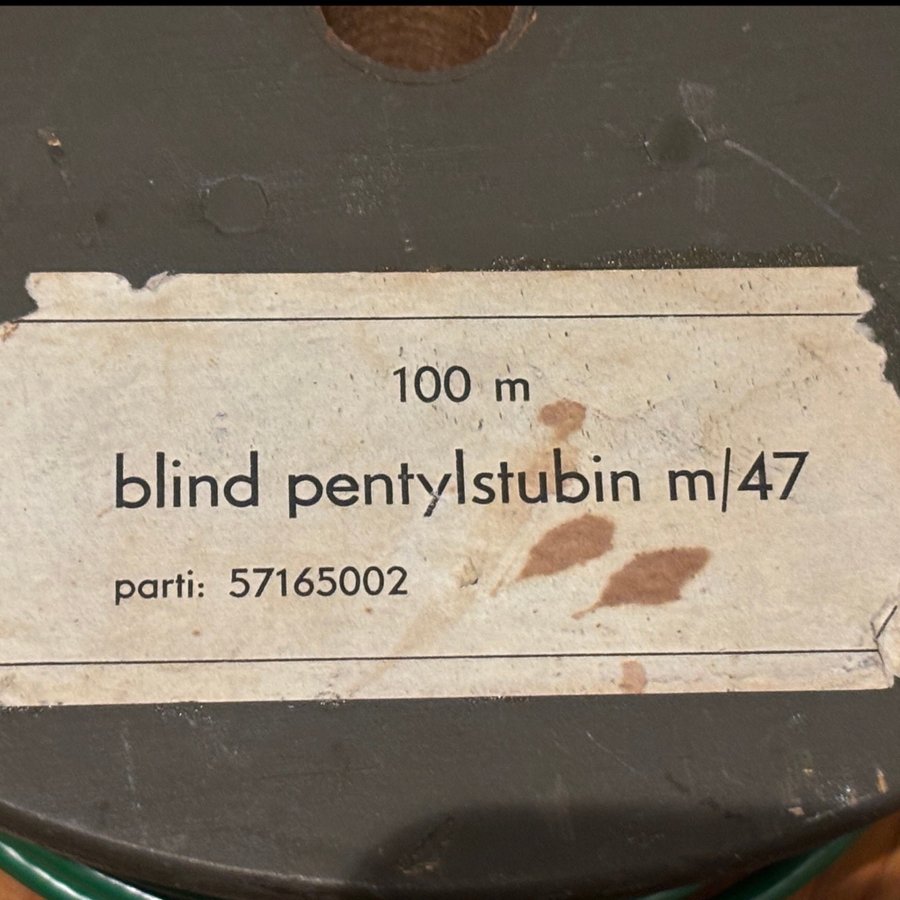 100 m
blind pentylstubin m/47
parti: 57165002